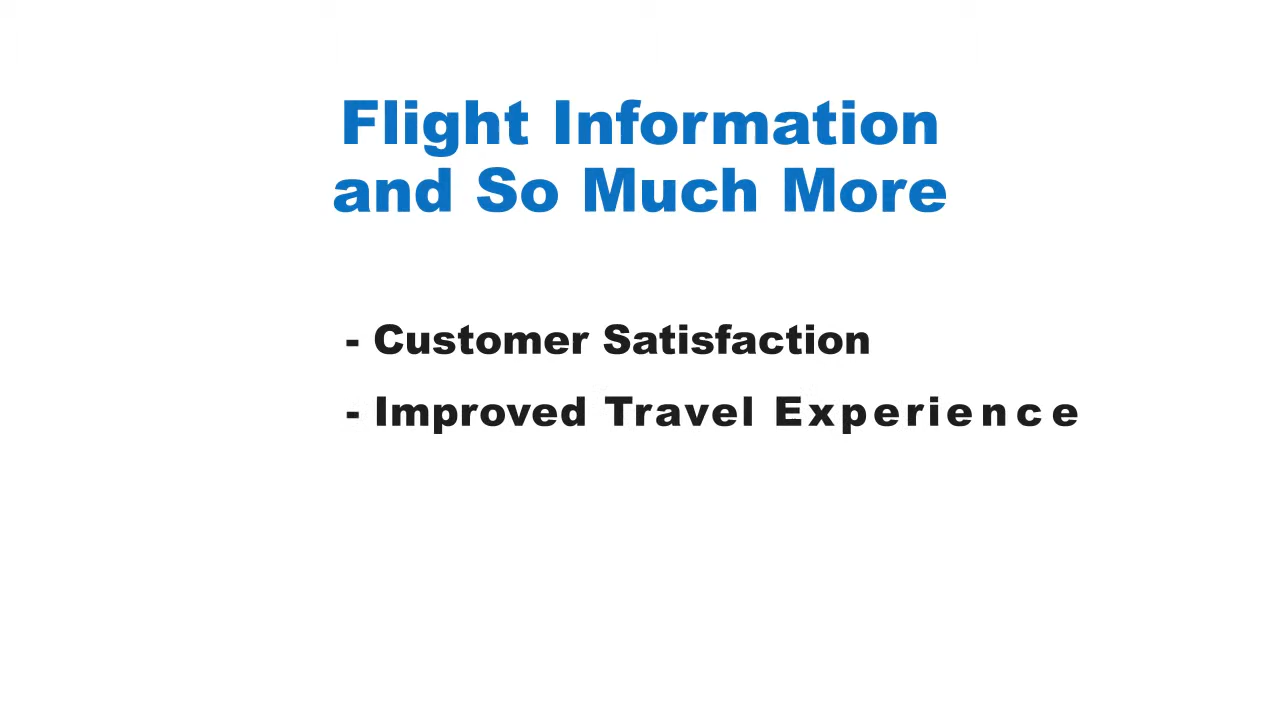 Flight Information
and So Much More
- Customer Satisfaction
- Improved Travel Experience